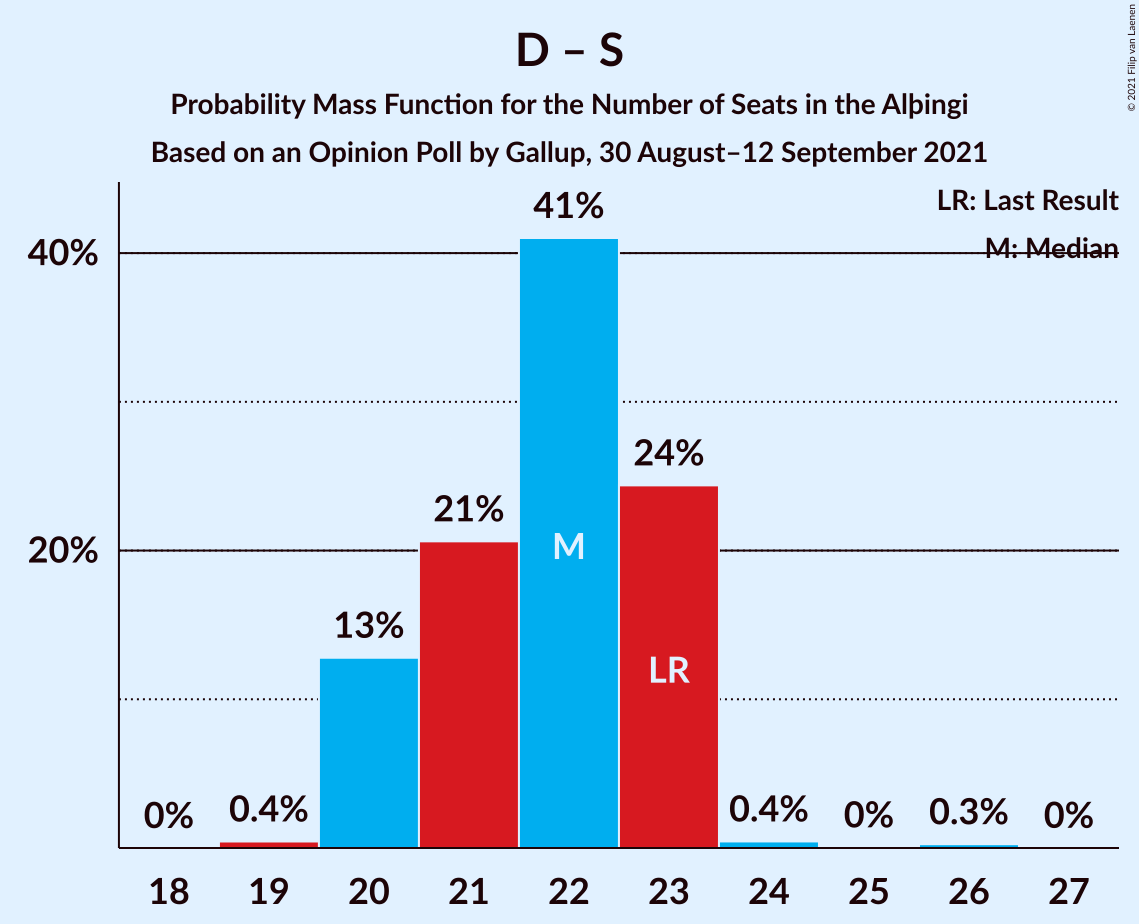 D – S
Probability Mass Function for the Number of Seats in the Alþingi
Based on an Opinion Poll by Gallup, 30 August–12 September 2021
© 2021 Filip van Laenen
LR: Last Result
M: Median
41%
40%
24%
21%
M
20%
13%
LR
0%
0.4%
0.4%
0%
0.3%
0%
18 19 20 21 22 23 24 25 26 27